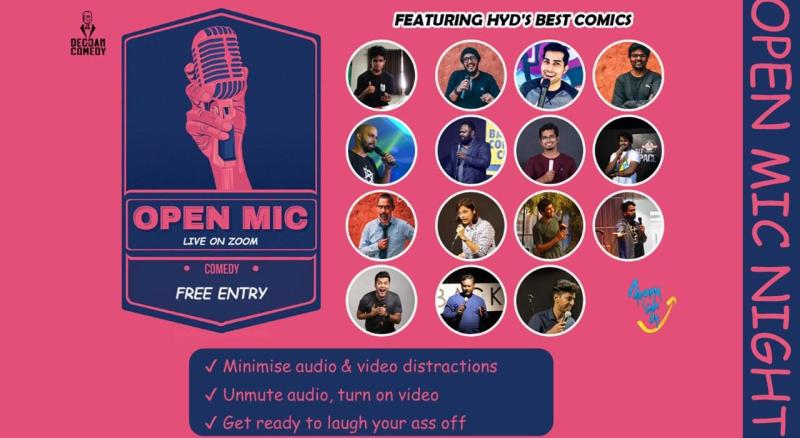 DECCAN
COMEDY
FEATURING HYD'S BEST COMICS
OPEN MIC
LIVE ON ZOOM
• COMEDY •
FREE ENTRY
✓ Minimise audio & video distractions
✓ Unmute audio, turn on video
✓ Get ready to laugh your ass off
OPEN MIC NIGHT